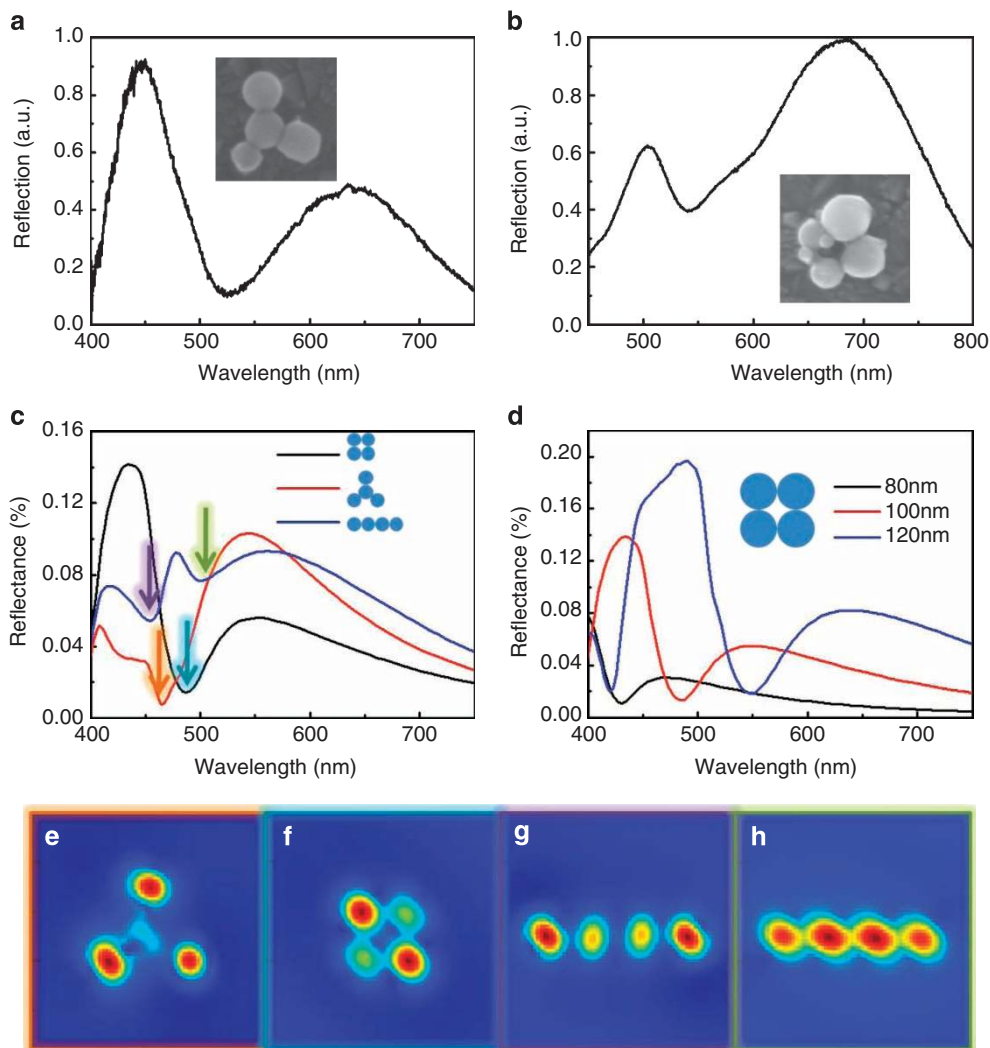 a
1.0
0.8
0.6
0.4
0.2
0.0
Reflection (a.u.)
400
500
600
700
Wavelength (nm)
b
1.0
0.8
0.6
0.4
0.2
0.0
Reflection (a.u.)
500
600
700
800
Wavelength (nm)
c
0.16
0.12
0.08
0.04
0.00
Reflectance (%)
400
500
600
700
Wavelength (nm)
d
0.20
0.16
0.12
0.08
0.04
0.00
Reflectance (%)
80nm
100nm
120nm
400
500
600
700
Wavelength (nm)
e
f
g
h